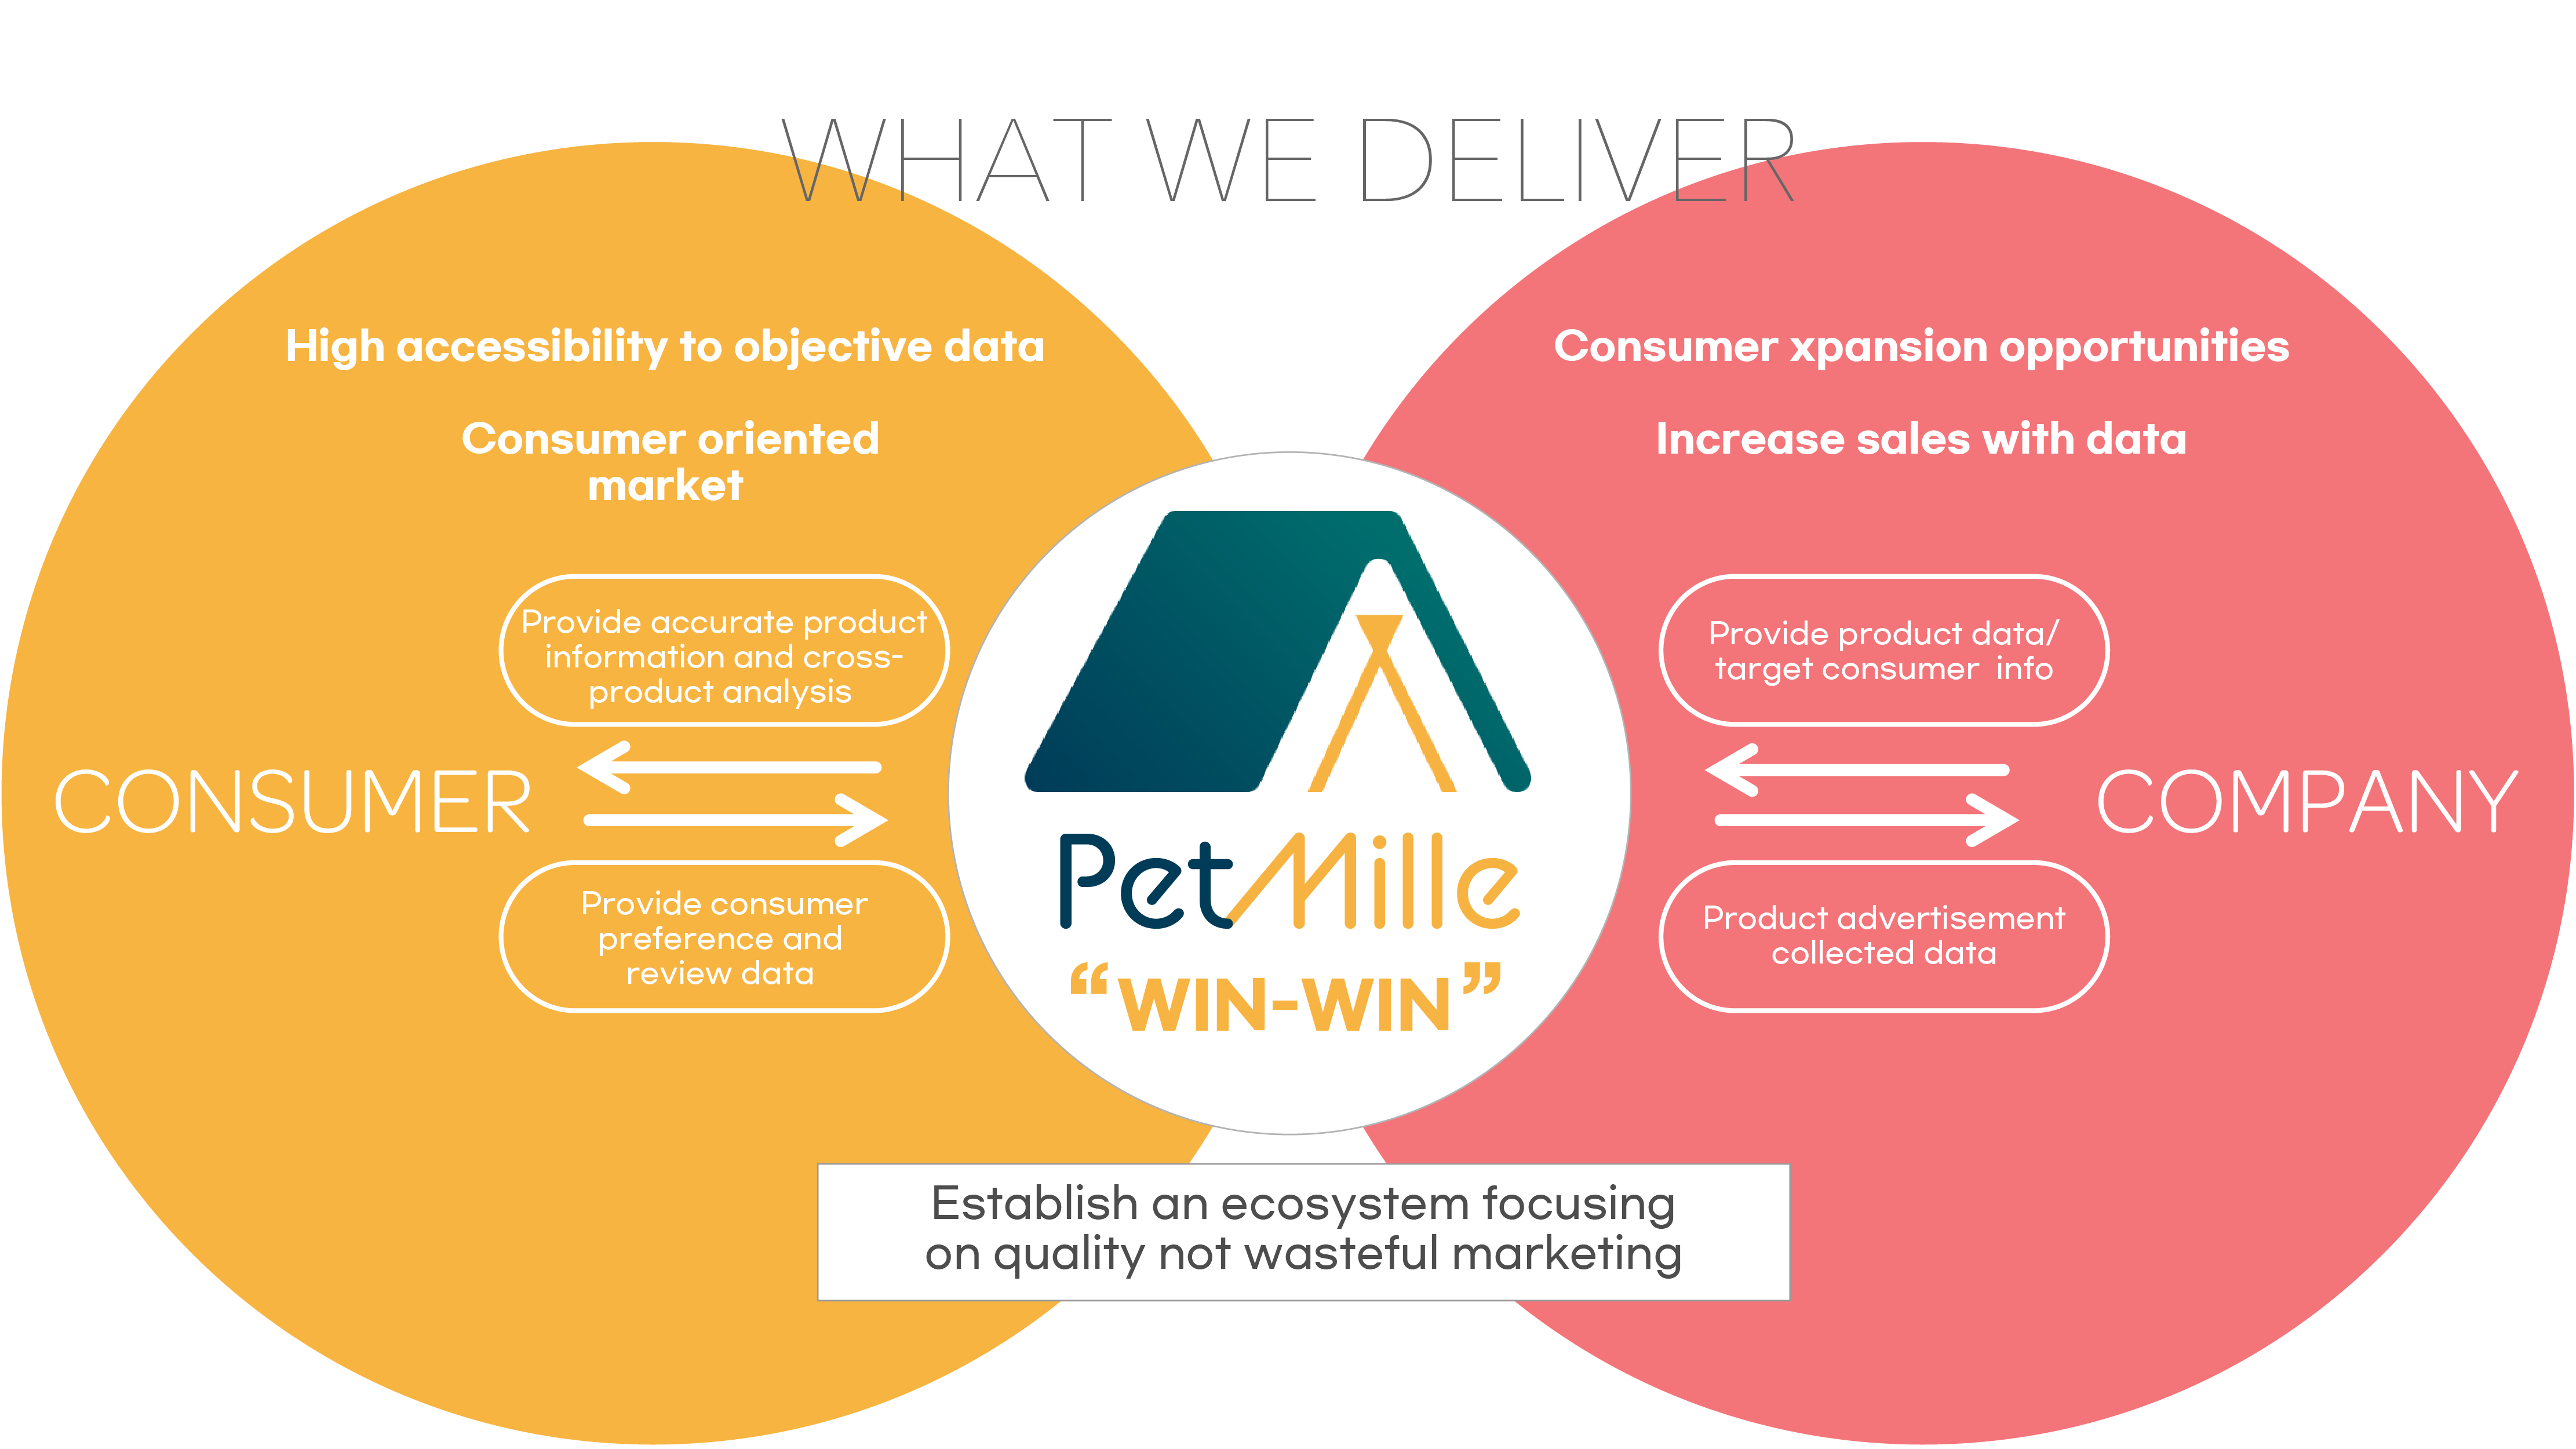 WHAT WE DELIVER
High accessibility to objective data
Consumer oriented
market
Provide accurate product
information and cross-
product analysis
CONSUMER
Provide consumer
preference and
review data
PetMille
“WIN-WIN”
Consumer xpansion opportunities
Increase sales with data
Provide product data/
target consumer  info
COMPANY
Product advertisement
collected data
Establish an ecosystem focusing
on quality not wasteful marketing